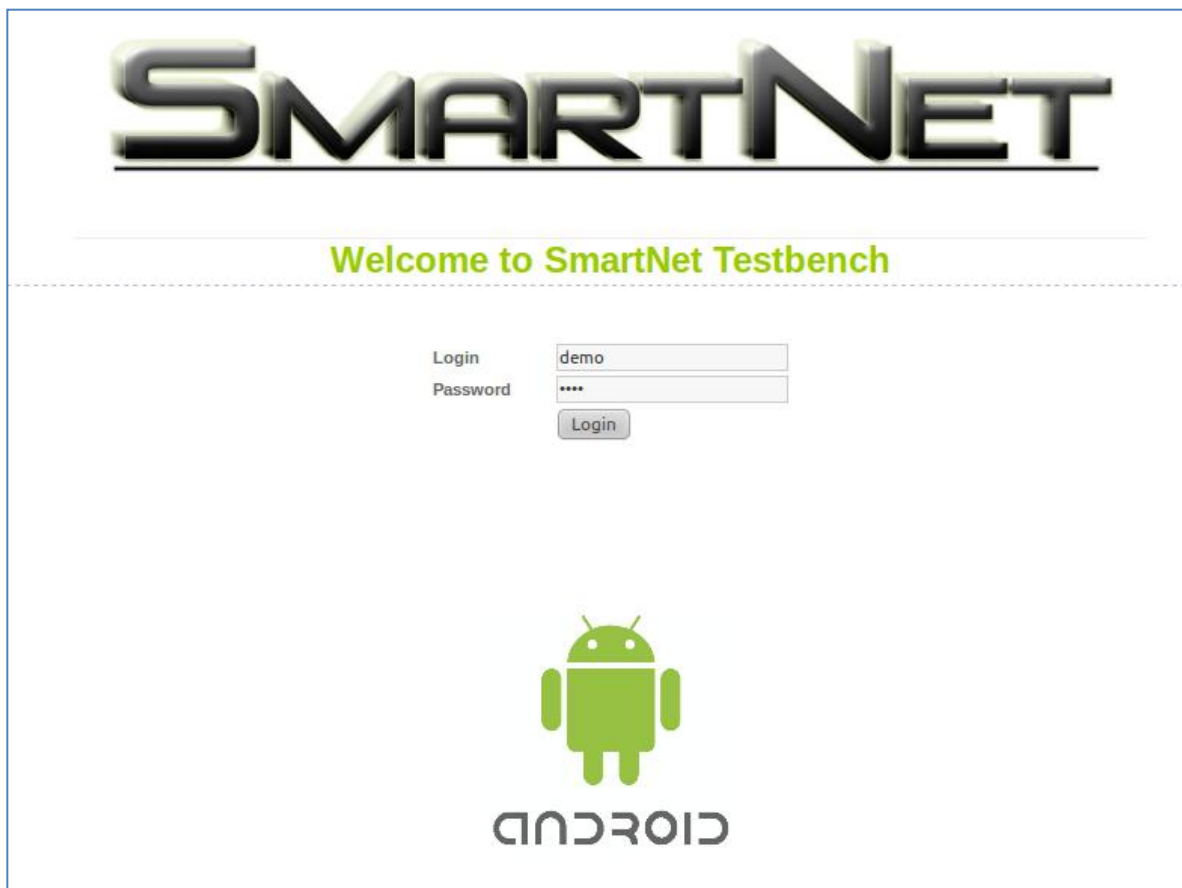 SMARTNET
Welcome to SmartNet Testbench
Login demo
Password ••••
Login
ANDROID